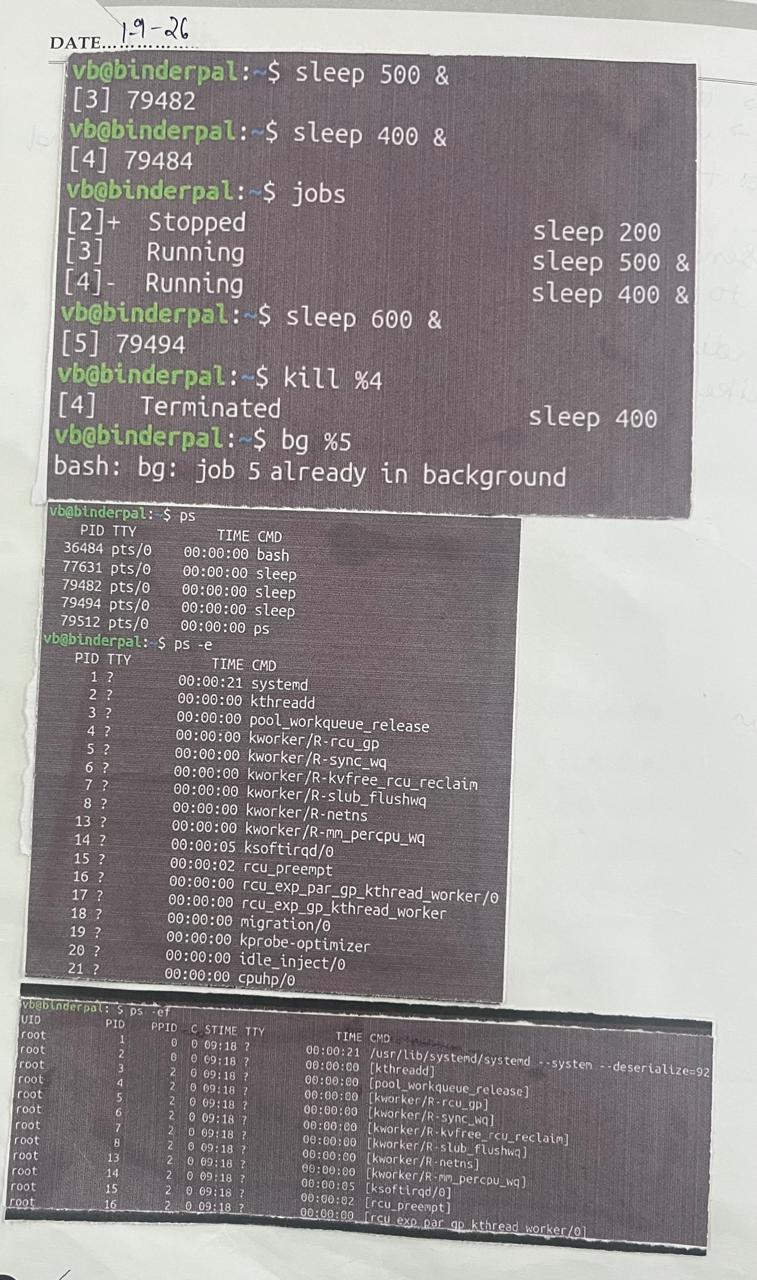 DATE 1-9-26
vb@binderpal:~$ sleep 500 &
[3] 79482
vb@binderpal:~$ sleep 400 &
[4] 79484
vb@binderpal:~$ jobs
[2]+ Stopped sleep 200
[3] Running sleep 500 &
[4]- Running sleep 400 &
vb@binderpal:~$ sleep 600 &
[5] 79494
vb@binderpal:~$ kill %4
[4] Terminated sleep 400
vb@binderpal:~$ bg %5
bash: bg: job 5 already in background
vb@binderpal:~$ ps
PID TTY TIME CMD
36484 pts/0 00:00:00 bash
77631 pts/0 00:00:00 sleep
79482 pts/0 00:00:00 sleep
79494 pts/0 00:00:00 sleep
79512 pts/0 00:00:00 ps
vb@binderpal:~$ ps -e
PID TTY TIME CMD
1 ? 00:00:21 systemd
2 ? 00:00:00 kthreadd
3 ? 00:00:00 pool_workqueue_release
4 ? 00:00:00 kworker/R-rcu_gp
5 ? 00:00:00 kworker/R-sync_wq
6 ? 00:00:00 kworker/R-kvfree_rcu_reclaim
7 ? 00:00:00 kworker/R-slub_flushwq
8 ? 00:00:00 kworker/R-netns
13 ? 00:00:00 kworker/R-mm_percpu_wq
14 ? 00:00:05 ksoftirqd/0
15 ? 00:00:02 rcu_preempt
16 ? 00:00:00 rcu_exp_par_gp_kthread_worker/0
17 ? 00:00:00 rcu_exp_gp_kthread_worker
18 ? 00:00:00 migration/0
19 ? 00:00:00 kprobe-optimizer
20 ? 00:00:00 idle_inject/0
21 ? 00:00:00 cpuhp/0
vb@binderpal:~$ ps -ef
UID PID PPID C STIME TTY TIME CMD
root 1 0 0 09:18 ? 00:00:21 /usr/lib/systemd/systemd --system --deserialize=92
root 2 0 0 09:18 ? 00:00:00 [kthreadd]
root 3 2 0 09:18 ? 00:00:00 [pool_workqueue_release]
root 4 2 0 09:18 ? 00:00:00 [kworker/R-rcu_gp]
root 5 2 0 09:18 ? 00:00:00 [kworker/R-sync_wq]
root 6 2 0 09:18 ? 00:00:00 [kworker/R-kvfree_rcu_reclaim]
root 7 2 0 09:18 ? 00:00:00 [kworker/R-slub_flushwq]
root 8 2 0 09:18 ? 00:00:00 [kworker/R-netns]
root 13 2 0 09:18 ? 00:00:00 [kworker/R-mm_percpu_wq]
root 14 2 0 09:18 ? 00:00:05 [ksoftirqd/0]
root 15 2 0 09:18 ? 00:00:02 [rcu_preempt]
root 16 2 0 09:18 ? 00:00:00 [rcu_exp_par_gp_kthread_worker/0]